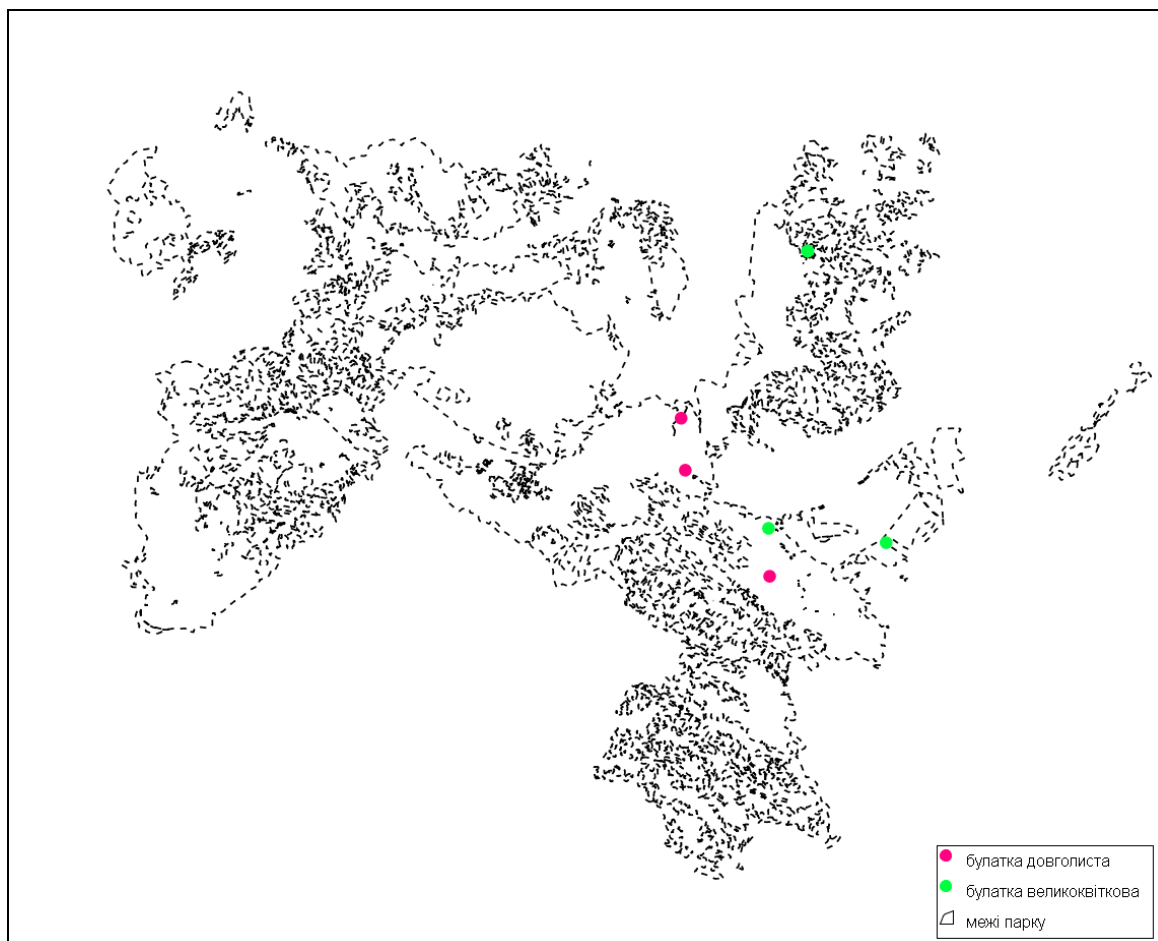 булатка довголиста
булатка великоквіткова
межі парку